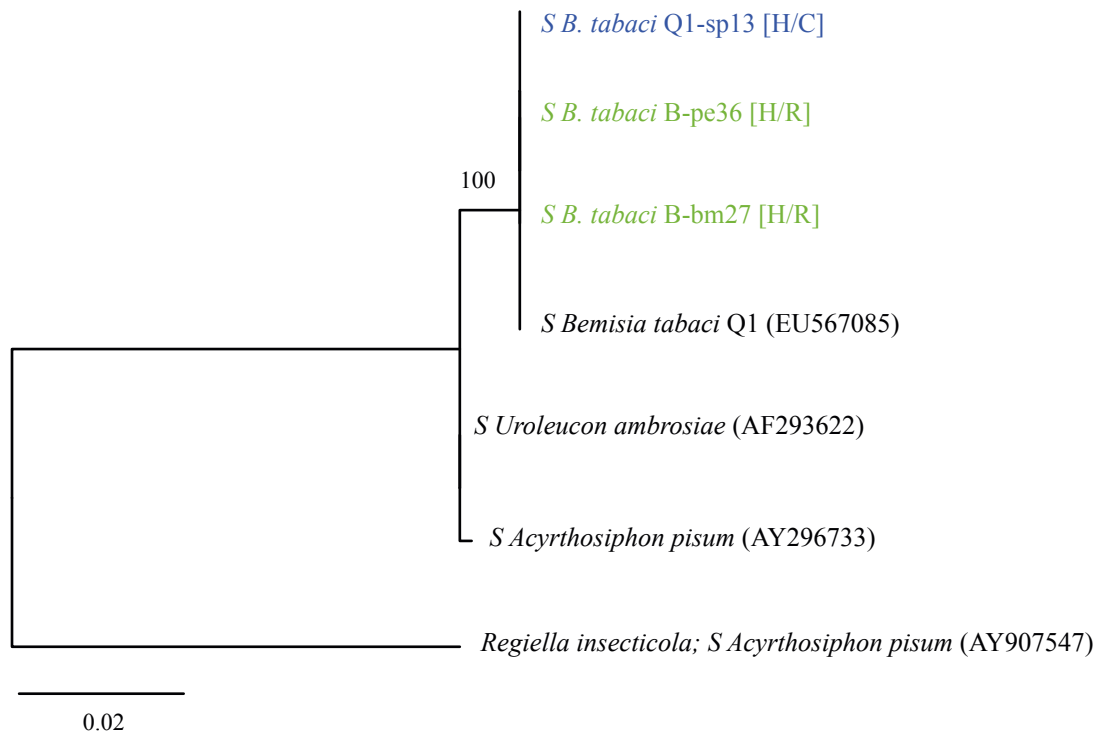 S B. tabaci Q1-sp13 [H/C]
S B. tabaci B-pe36 [H/R]
100
S B. tabaci B-bm27 [H/R]
S Bemisia tabaci Q1 (EU567085)
S Uroleucon ambrosiae (AF293622)
S Acyrthosiphon pisum (AY296733)
Regiella insecticola; S Acyrthosiphon pisum (AY907547)
0.02